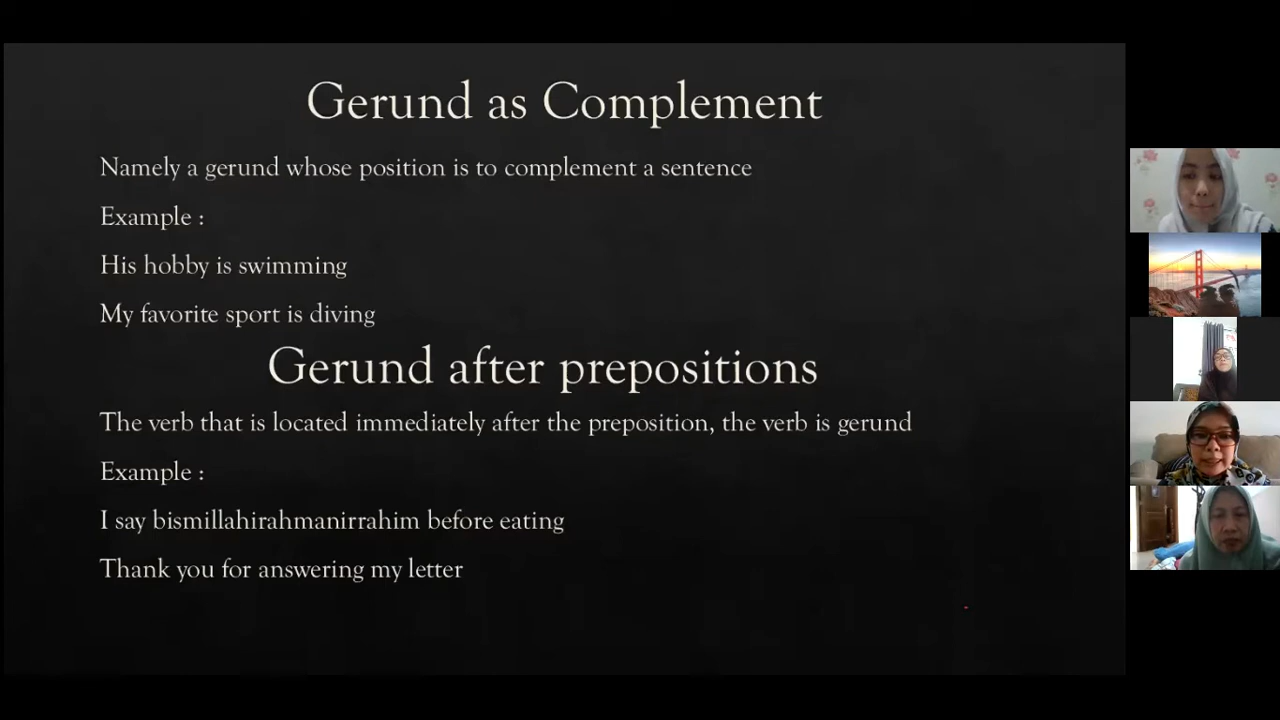 Gerund as Complement
Namely a gerund whose position is to complement a sentence
Example :
His hobby is swimming
My favorite sport is diving
Gerund after prepositions
The verb that is located immediately after the preposition, the verb is gerund
Example :
I say bismillahirahmanirrahim before eating
Thank you for answering my letter